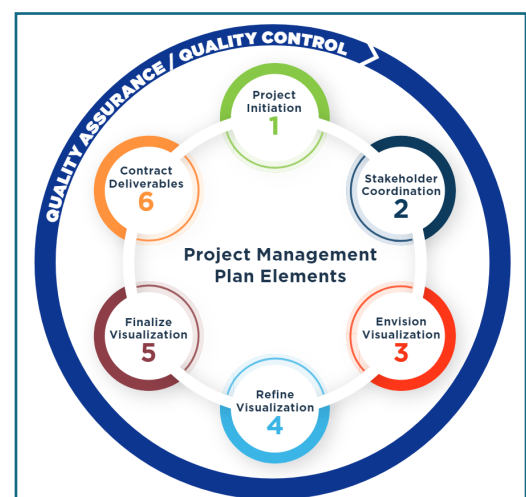 QUALITY ASSURANCE / QUALITY CONTROL
Project
Initiation
1
Stakeholder
Coordination
2
Envision
Visualization
3
Refine
Visualization
4
Finalize
Visualization
5
Contract
Deliverables
6
Project Management
Plan Elements